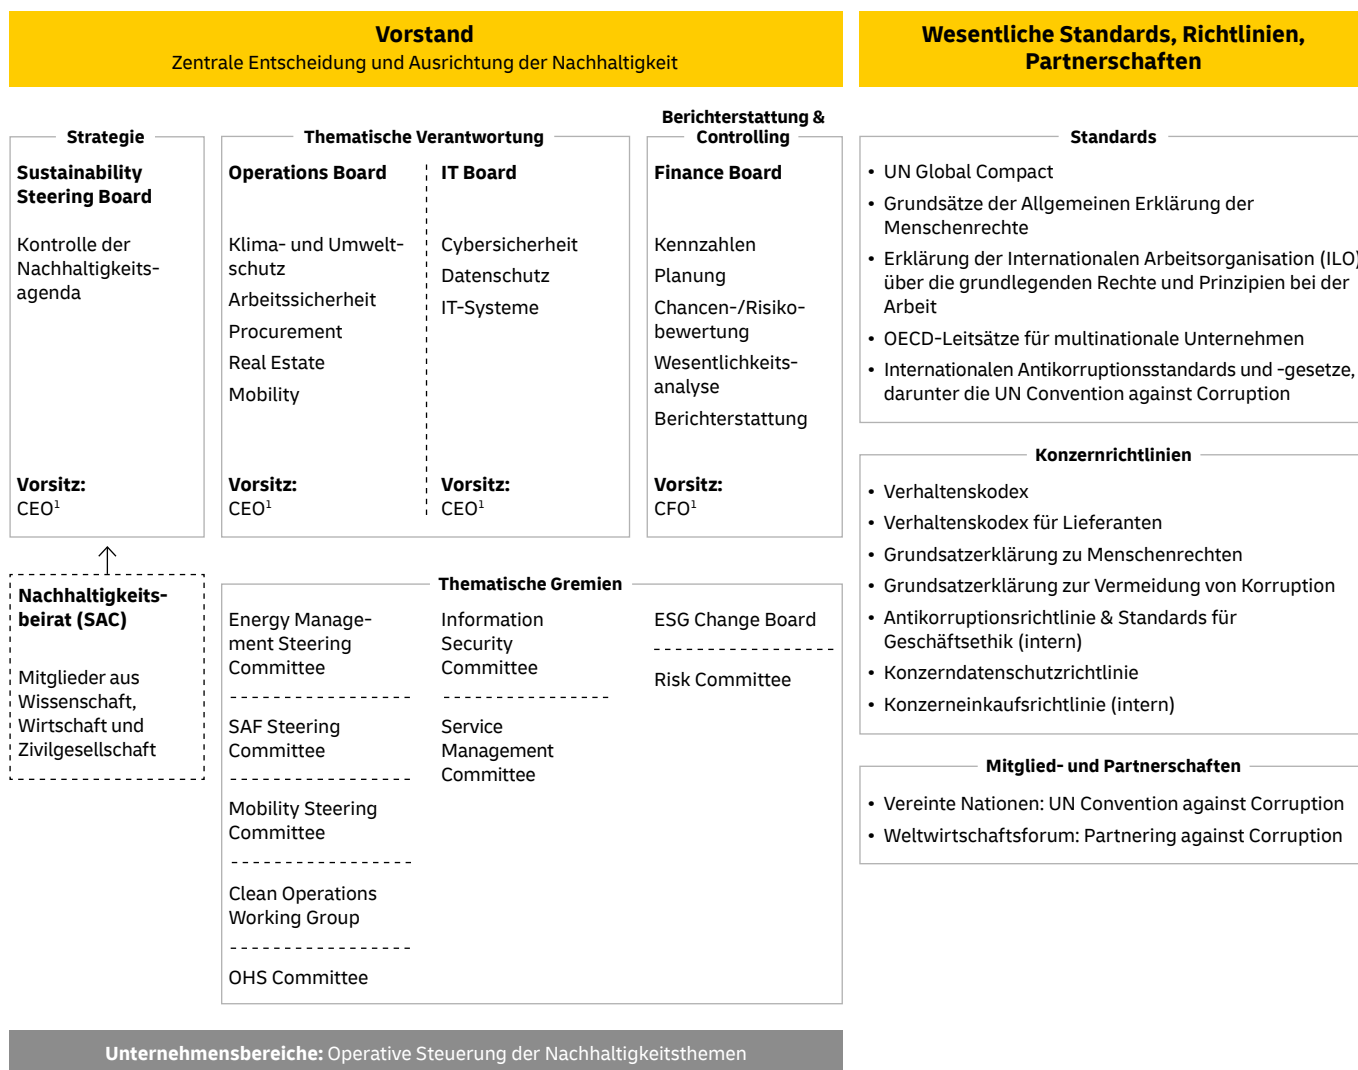 Vorstand
Zentrale Entscheidung und Ausrichtung der Nachhaltigkeit
Strategie
Sustainability
Steering Board
Kontrolle der
Nachhaltigkeits-
agenda
Vorsitz:
CEO¹
Thematische Verantwortung
Operations Board
Klima- und Umwelt-
schutz
Arbeitssicherheit
Procurement
Real Estate
Mobility
Vorsitz:
CEO¹
IT Board
Cybersicherheit
Datenschutz
IT-Systeme
Vorsitz:
CEO¹
Berichterstattung &
Controlling
Finance Board
Kennzahlen
Planung
Chancen-/Risiko-
bewertung
Wesentlichkeits-
analyse
Berichterstattung
Vorsitz:
CFO¹
Nachhaltigkeits-
beirat (SAC)
Mitglieder aus
Wissenschaft,
Wirtschaft und
Zivilgesellschaft
Thematische Gremien
Energy Manage-
ment Steering
Committee
SAF Steering
Committee
Mobility Steering
Committee
Clean Operations
Working Group
OHS Committee
Information
Security
Committee
Service
Management
Committee
ESG Change Board
Risk Committee
Unternehmensbereiche: Operative Steuerung der Nachhaltigkeitsthemen
Wesentliche Standards, Richtlinien,
Partnerschaften
Standards
• UN Global Compact
• Grundsätze der Allgemeinen Erklärung der
Menschenrechte
• Erklärung der Internationalen Arbeitsorganisation (ILO)
über die grundlegenden Rechte und Prinzipien bei der
Arbeit
• OECD-Leitsätze für multinationale Unternehmen
• Internationalen Antikorruptionsstandards und -gesetze,
darunter die UN Convention against Corruption
Konzernrichtlinien
• Verhaltenskodex
• Verhaltenskodex für Lieferanten
• Grundsatzerklärung zu Menschenrechten
• Grundsatzerklärung zur Vermeidung von Korruption
• Antikorruptionsrichtlinie & Standards für
Geschäftsethik (intern)
• Konzerndatenschutzrichtlinie
• Konzerneinkaufsrichtlinie (intern)
Mitglied- und Partnerschaften
• Vereinte Nationen: UN Convention against Corruption
• Weltwirtschaftsforum: Partnering against Corruption